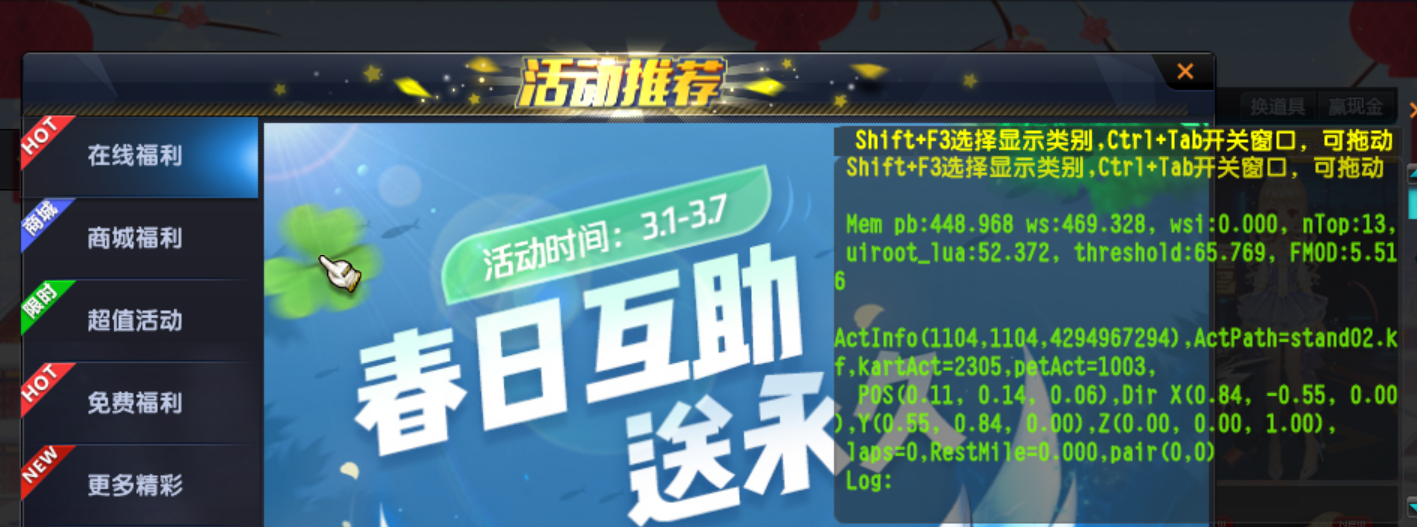 活动推荐
换道具
赢现金
HOT
在线福利
商城
商城福利
限时
超值活动
HOT
免费福利
NEW
更多精彩
活动时间：3.1-3.7
春日互助
送永久
Shift+F3选择显示类别,Ctrl+Tab开关窗口，可拖动
Shift+F3选择显示类别,Ctrl+Tab开关窗口，可拖动
Mem pb:448.968 ws:469.328, wsi:0.000, nTop:13,
uiroot_lua:52.372, threshold:65.769, FMOD:5.51
6
ActInfo(1104,1104,4294967294),ActPath=stand02.k
f,kartAct=2305,petAct=1003,
POS(0.11, 0.14, 0.06),Dir X(0.84, -0.55, 0.00
),Y(0.55, 0.84, 0.00),Z(0.00, 0.00, 1.00),
laps=0,RestMile=0.000,pair(0,0)
Log: